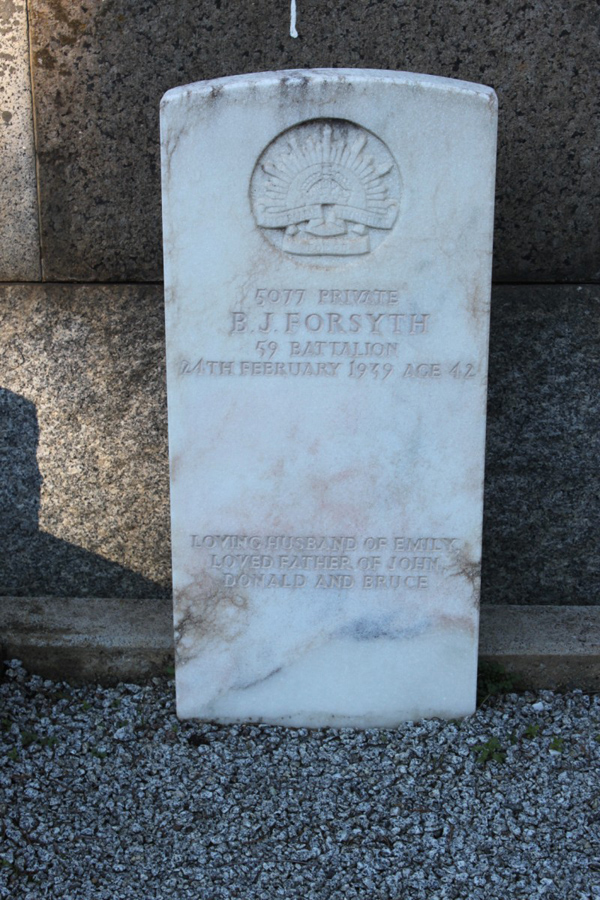 5077 PRIVATE
B. J. FORSYTH
59 BATTALION
24TH FEBRUARY 1939 AGE 42
LOVING HUSBAND OF EMILY
LOVED FATHER OF JOHN,
DONALD AND BRUCE